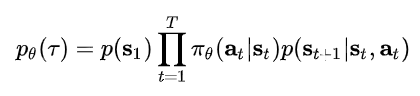 p_θ(τ) = p(s_1) ∏_{t=1}^{T} π_θ(a_t|s_t)p(s_{t+1}|s_t, a_t)